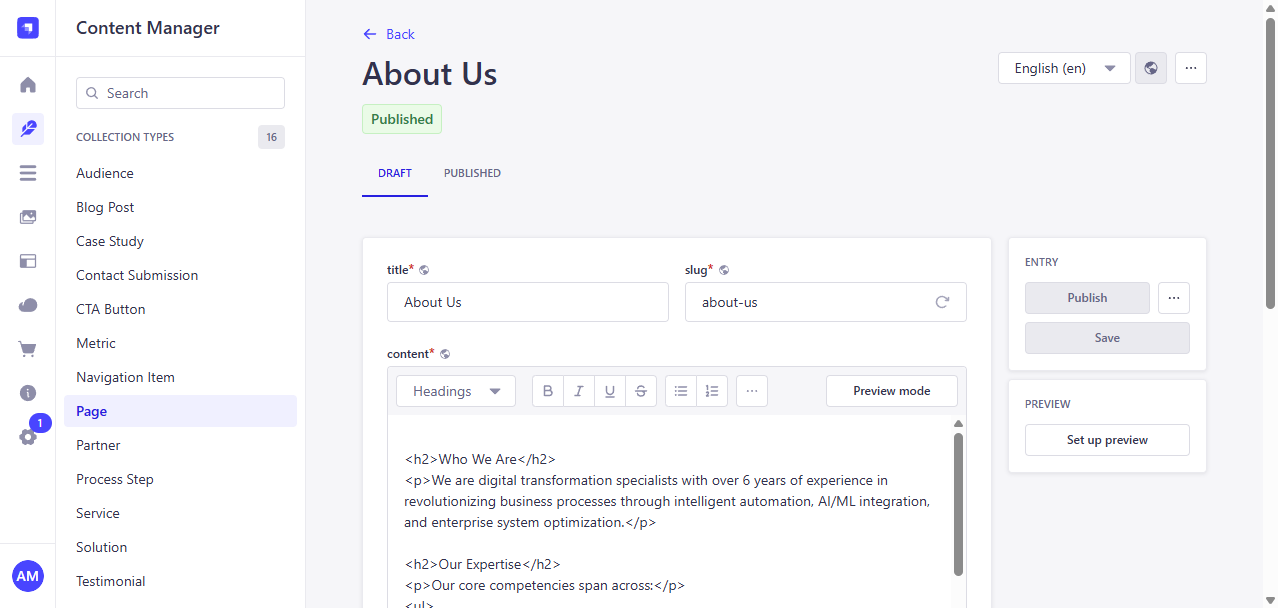 Content Manager
Search
COLLECTION TYPES 16
Audience
Blog Post
Case Study
Contact Submission
CTA Button
Metric
Navigation Item
Page
Partner
Process Step
Service
Solution
Testimonial
1
AM
Back
About Us
English (en)
Published
DRAFT PUBLISHED
title* slug*
About Us about-us
content*
Headings B I U S Preview mode
<h2>Who We Are</h2>
<p>We are digital transformation specialists with over 6 years of experience in
revolutionizing business processes through intelligent automation, AI/ML integration,
and enterprise system optimization.</p>
<h2>Our Expertise</h2>
<p>Our core competencies span across:</p>
<ul>
ENTRY
Publish
Save
PREVIEW
Set up preview